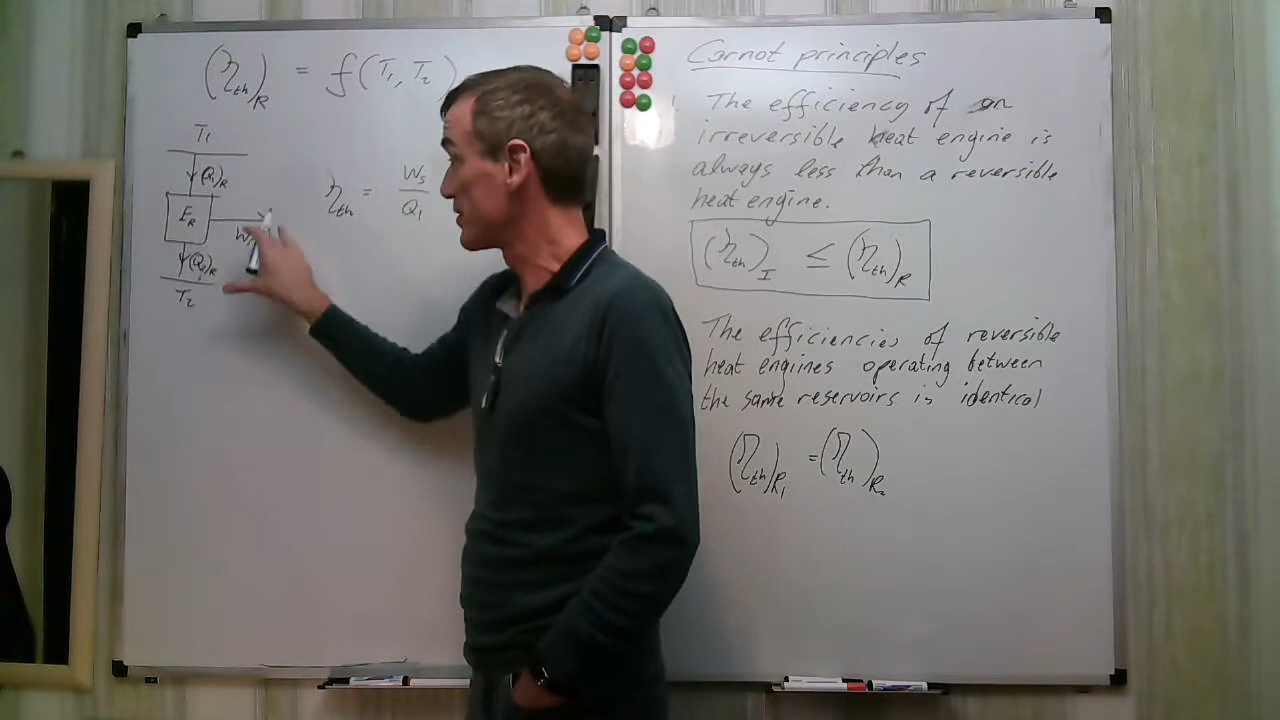 (η_th)_R = f(T₁, T₂)
T₁
(Q₁)_R
E_R
W
(Q₂)_R
T₂
η_th = W_s / Q₁
Carnot principles
1. The efficiency of an
irreversible heat engine is
always less than a reversible
heat engine.
(η_th)_I ≤ (η_th)_R
The efficiencies of reversible
heat engines operating between
the same reservoirs is identical
(η_th)_R₁ = (η_th)_R₂